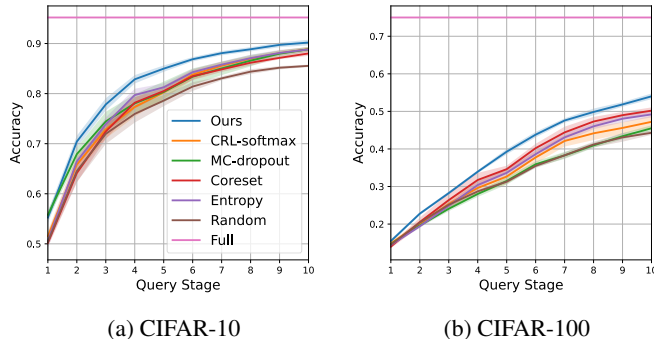 0.9
0.8
0.7
0.6
0.5
Accuracy
1 2 3 4 5 6 7 8 9 10
Query Stage
Ours
CRL-softmax
MC-dropout
Coreset
Entropy
Random
Full
(a) CIFAR-10
0.7
0.6
0.5
0.4
0.3
0.2
Accuracy
1 2 3 4 5 6 7 8 9 10
Query Stage
(b) CIFAR-100